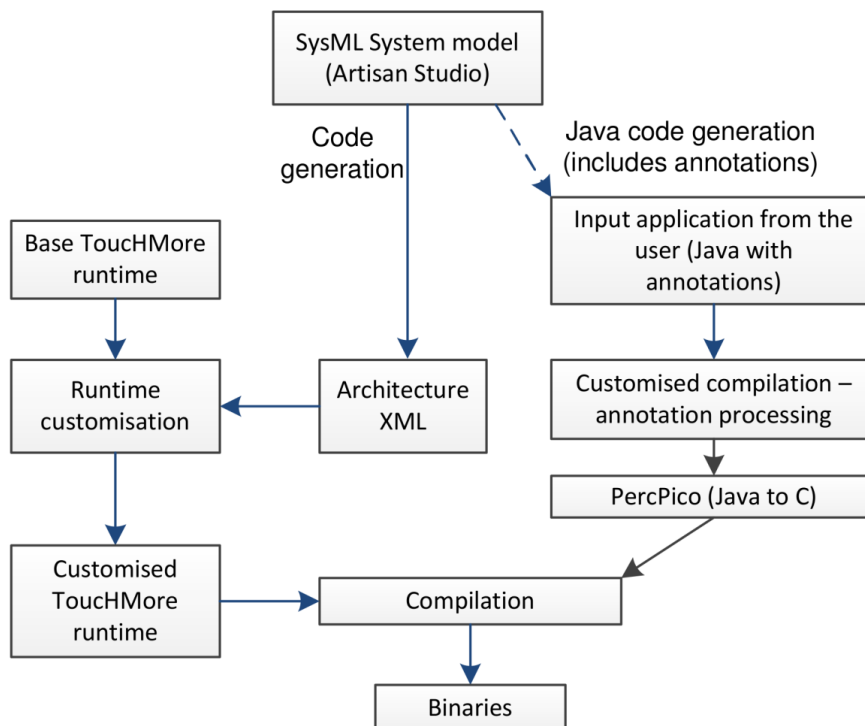 SysML System model
(Artisan Studio)
Code
generation
Java code generation
(includes annotations)
Base ToucHMore
runtime
Input application from the
user (Java with
annotations)
Runtime
customisation
Architecture
XML
Customised compilation –
annotation processing
PercPico (Java to C)
Customised
ToucHMore
runtime
Compilation
Binaries